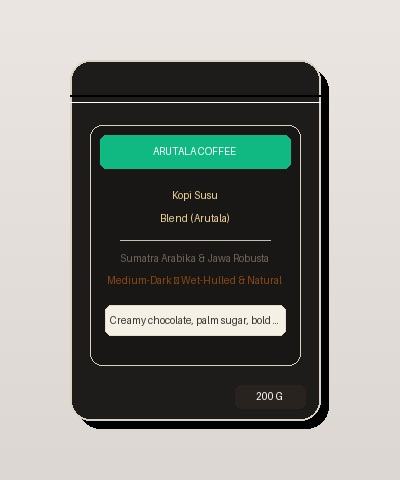 ARUTALA COFFEE
Kopi Susu
Blend (Arutala)
Sumatra Arabika & Jawa Robusta
Medium-Dark Wet-Hulled & Natural
Creamy chocolate, palm sugar, bold ...
200 G